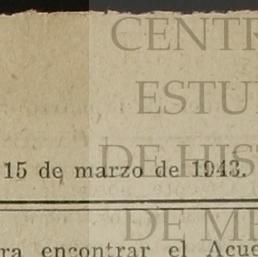 CENTR
ESTU
DE HIS
15 de marzo de 1943.
DE ME
ra encontrar el Acue